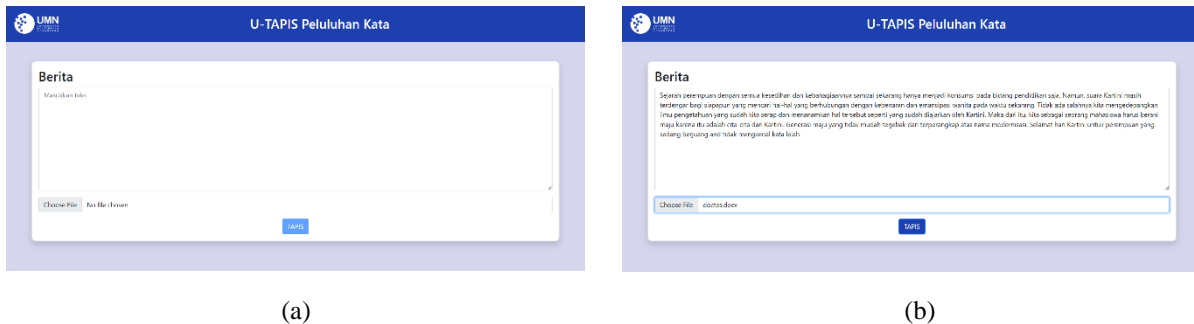 UMN
U-TAPIS Peluluhan Kata
Berita
Masukkan teks
Choose File No file chosen
TAPIS
(a)
UMN
U-TAPIS Peluluhan Kata
Berita
Sejarah perempuan dengan semua kesedihan dan kebahagiaannya sampai sekarang hanya menjadi konsumsi pada bidang pendidikan saja. Namun, suara Kartini masih
terdengar bagi siapapun yang mencari hal-hal yang berhubungan dengan kebenaran dan emansipasi wanita pada waktu sekarang. Tidak ada salahnya kita mengedepangkan
ilmu pengetahuan yang sudah kita serap dan menanamkan hal tersebut seperti yang sudah diajarkan oleh Kartini. Maka dari itu, kita sebagai seorang mahasiswa harus berani
maju karena itu adalah cita-cita dari Kartini. Generasi maju yang tidak mudah terjebak dan terperangkap atas nama modernisasi. Selamat hari Kartini untuk perempuan yang
sedang berjuang and tidak mengkenal kata lelah
Choose File doctos.docx
TAPIS
(b)